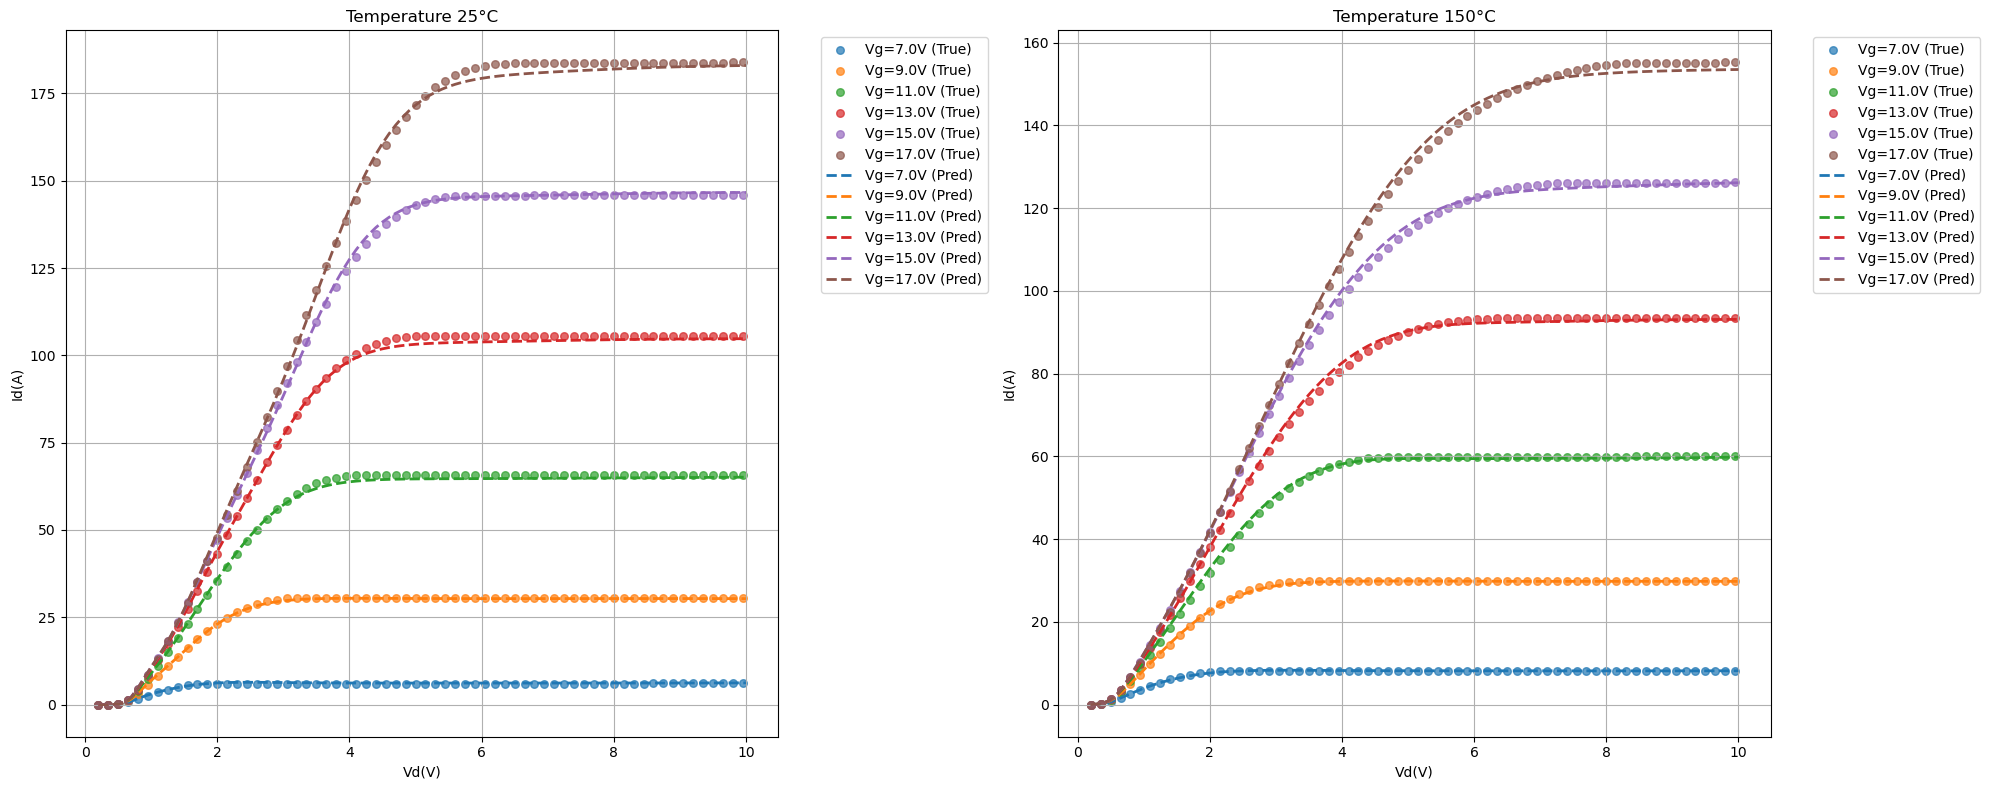 Temperature 25°C
175
150
125
100
75
50
25
0
Id(A)
0 2 4 6 8 10
Vd(V)
Vg=7.0V (True)
Vg=9.0V (True)
Vg=11.0V (True)
Vg=13.0V (True)
Vg=15.0V (True)
Vg=17.0V (True)
Vg=7.0V (Pred)
Vg=9.0V (Pred)
Vg=11.0V (Pred)
Vg=13.0V (Pred)
Vg=15.0V (Pred)
Vg=17.0V (Pred)
Temperature 150°C
160
140
120
100
80
60
40
20
0
Id(A)
0 2 4 6 8 10
Vd(V)
Vg=7.0V (True)
Vg=9.0V (True)
Vg=11.0V (True)
Vg=13.0V (True)
Vg=15.0V (True)
Vg=17.0V (True)
Vg=7.0V (Pred)
Vg=9.0V (Pred)
Vg=11.0V (Pred)
Vg=13.0V (Pred)
Vg=15.0V (Pred)
Vg=17.0V (Pred)